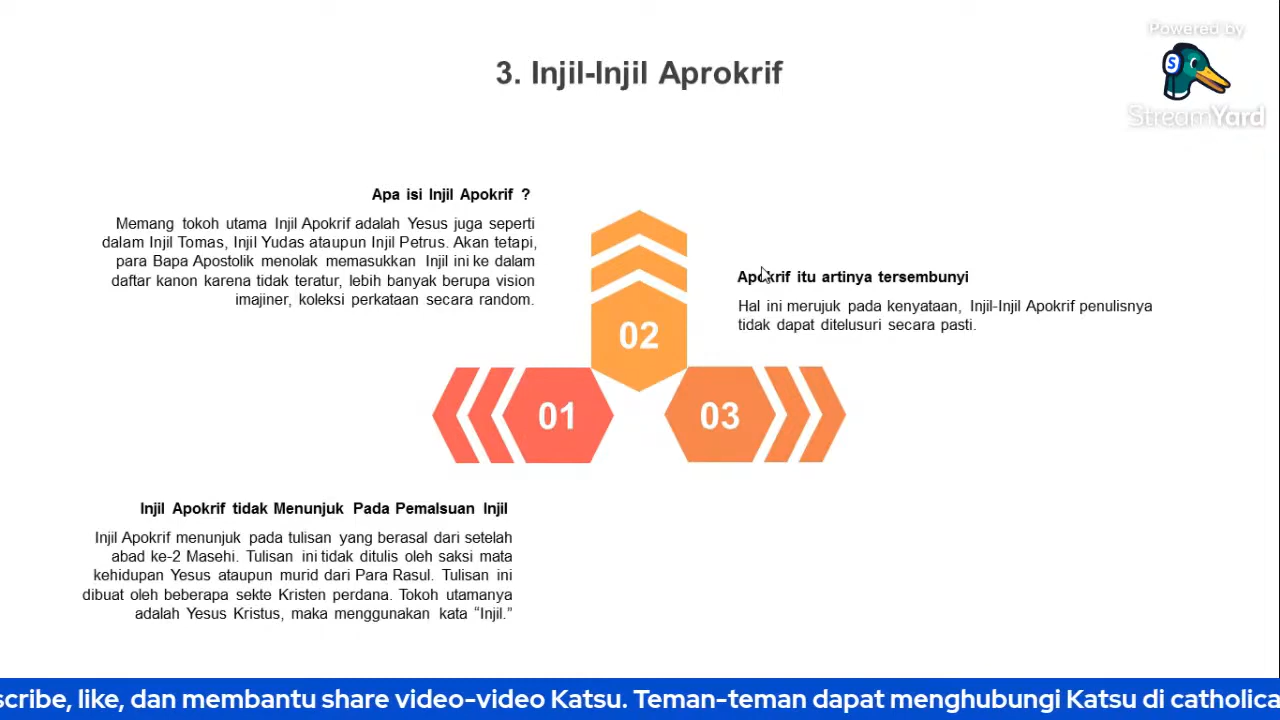 Powered by
StreamYard
3. Injil-Injil Aprokrif
Apa isi Injil Apokrif ?
Memang tokoh utama Injil Apokrif adalah Yesus juga seperti
dalam Injil Tomas, Injil Yudas ataupun Injil Petrus. Akan tetapi,
para Bapa Apostolik menolak memasukkan Injil ini ke dalam
daftar kanon karena tidak teratur, lebih banyak berupa vision
imajiner, koleksi perkataan secara random.
02
Apokrif itu artinya tersembunyi
Hal ini merujuk pada kenyataan, Injil-Injil Apokrif penulisnya
tidak dapat ditelusuri secara pasti.
01
03
Injil Apokrif tidak Menunjuk Pada Pemalsuan Injil
Injil Apokrif menunjuk pada tulisan yang berasal dari setelah
abad ke-2 Masehi. Tulisan ini tidak ditulis oleh saksi mata
kehidupan Yesus ataupun murid dari Para Rasul. Tulisan ini
dibuat oleh beberapa sekte Kristen perdana. Tokoh utamanya
adalah Yesus Kristus, maka menggunakan kata “Injil.”
scribe, like, dan membantu share video-video Katsu. Teman-teman dapat menghubungi Katsu di catholica